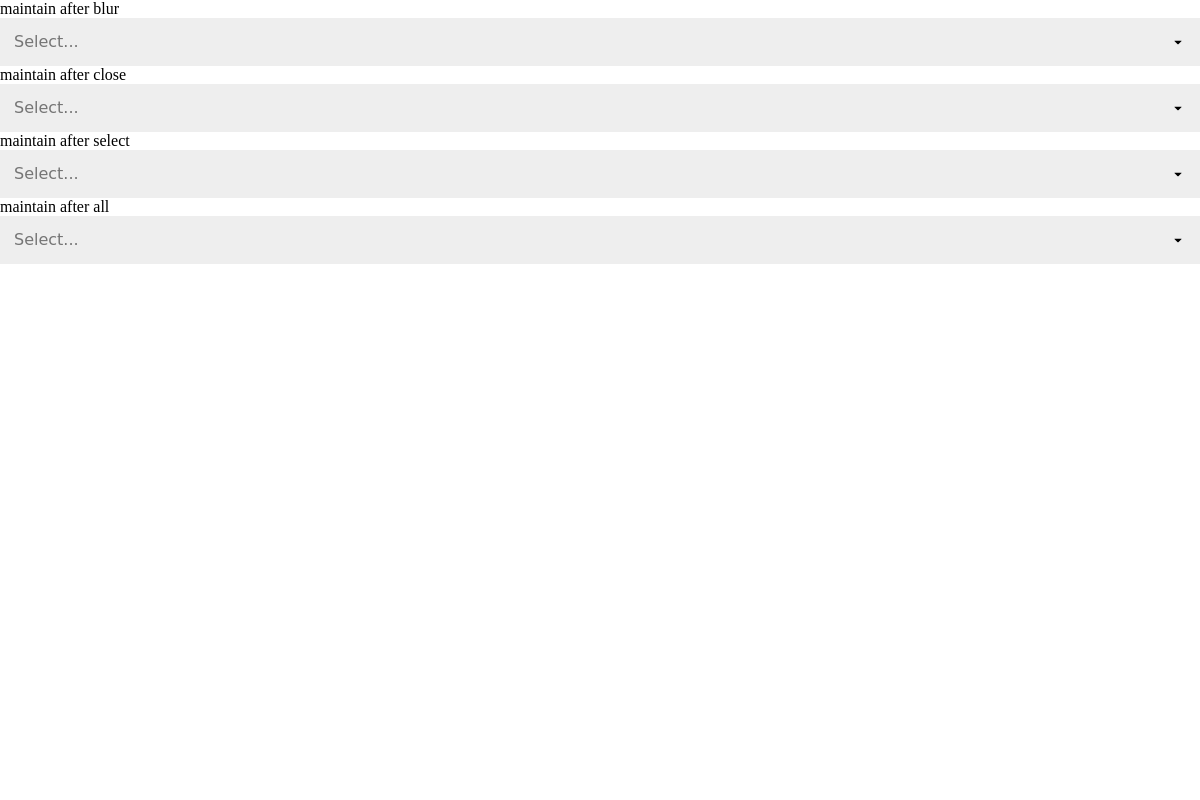 maintain after blur
Select...
maintain after close
Select...
maintain after select
Select...
maintain after all
Select...